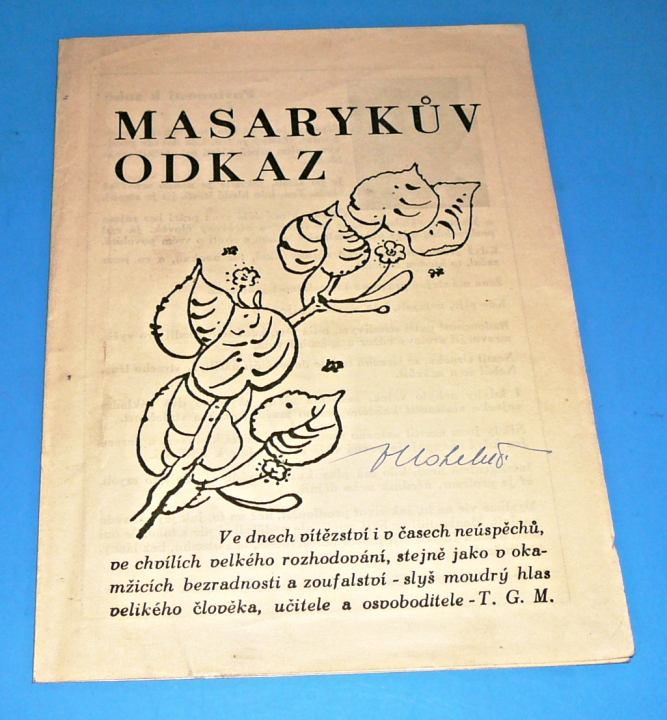 MASARYKŮV
ODKAZ
Ve dnech vítězství i v časech neúspěchů,
ve chvílích velkého rozhodování, stejně jako v oka-
mžicích bezradnosti a zoufalství - slyš moudrý hlas
velikého člověka, učitele a osvoboditele - T. G. M.